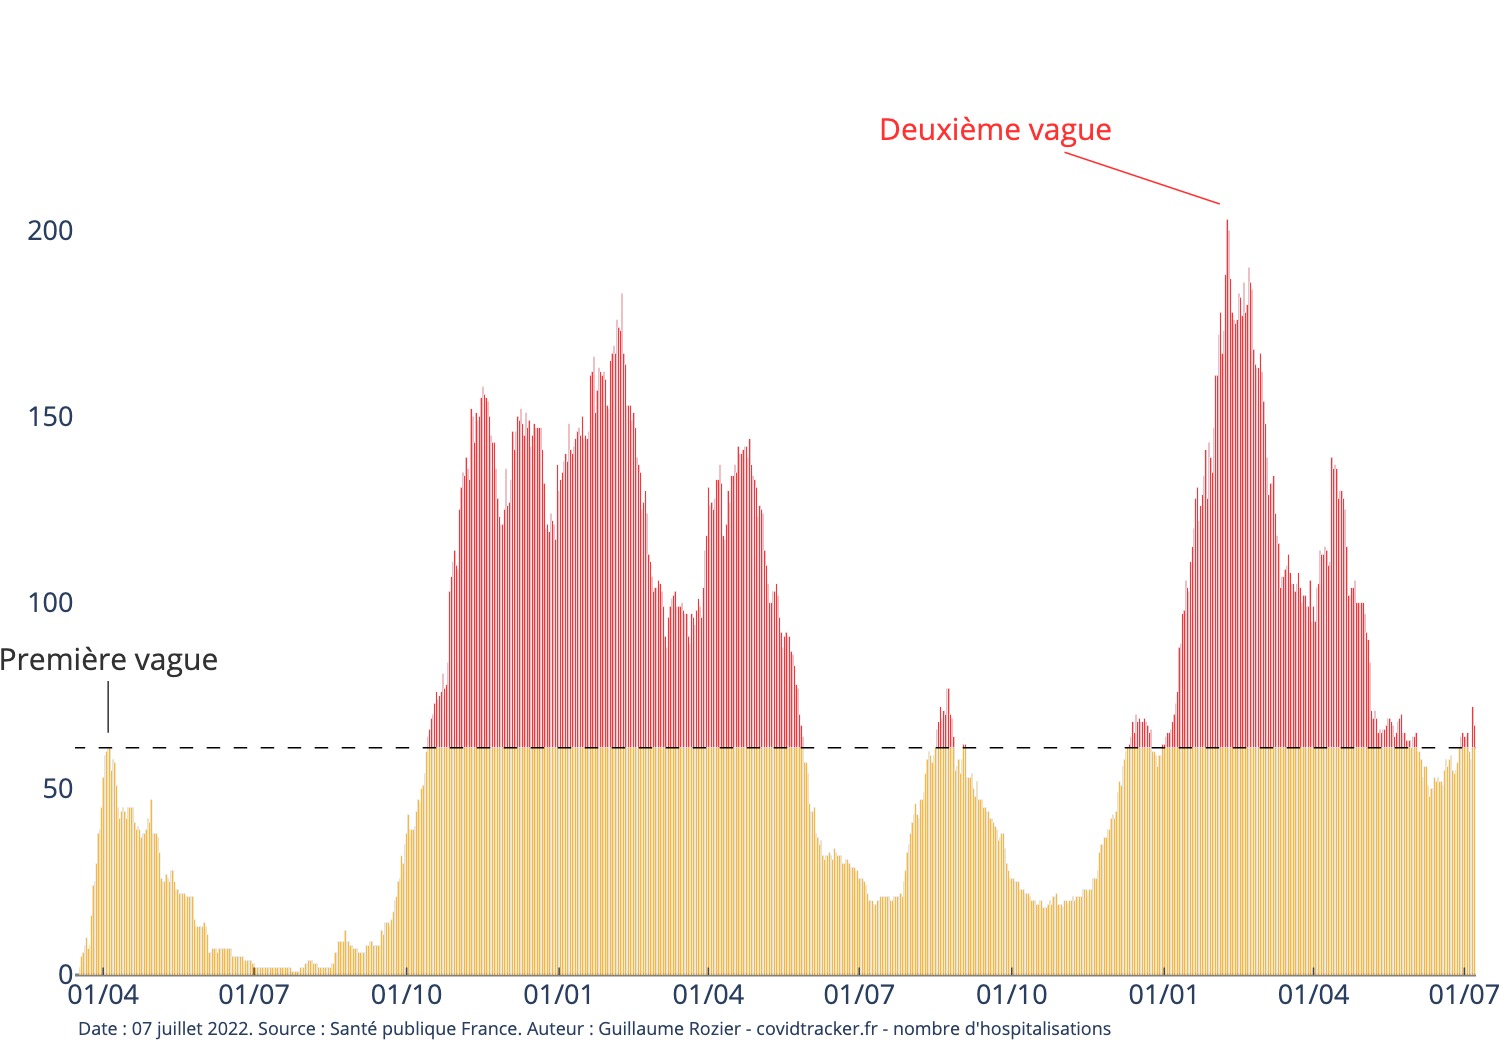 Deuxième vague
200
150
100
Première vague
50
0
01/04 01/07 01/10 01/01 01/04 01/07 01/10 01/01 01/04 01/07
Date : 07 juillet 2022. Source : Santé publique France. Auteur : Guillaume Rozier - covidtracker.fr - nombre d'hospitalisations